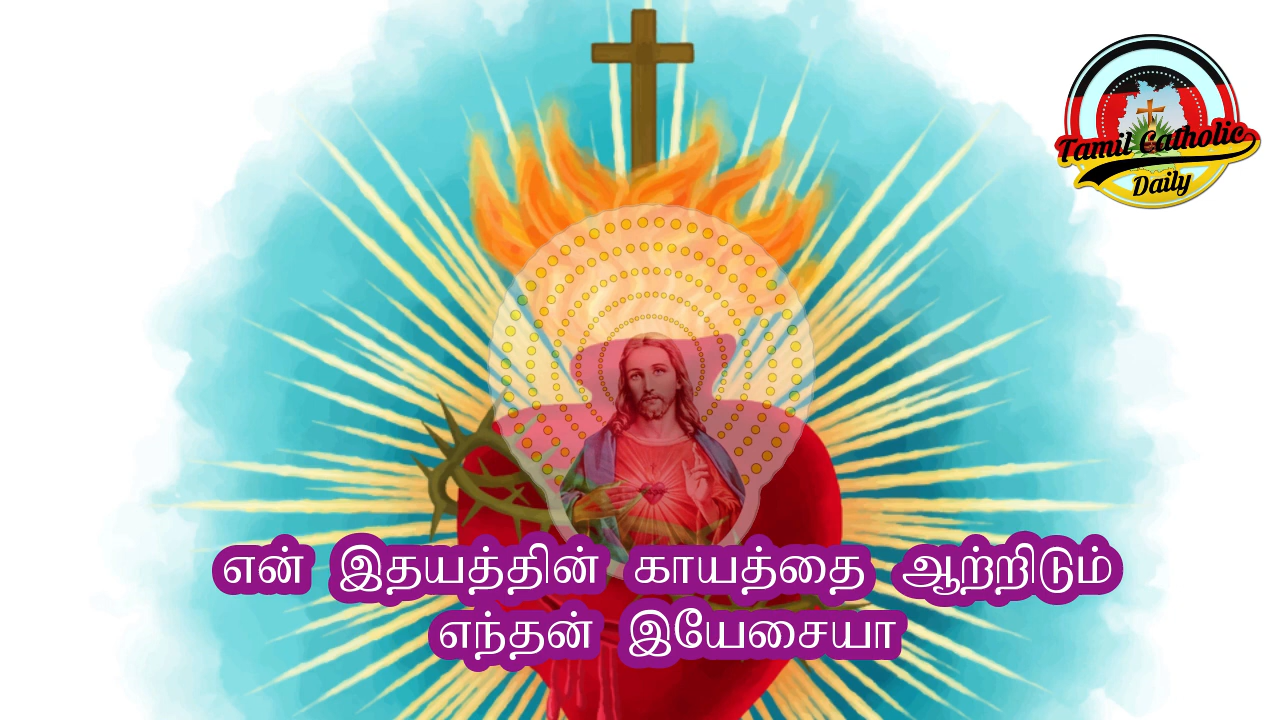 Tamil Catholic
Daily
என் இதயத்தின் காயத்தை ஆற்றிடும்
எந்தன் இயேசையா